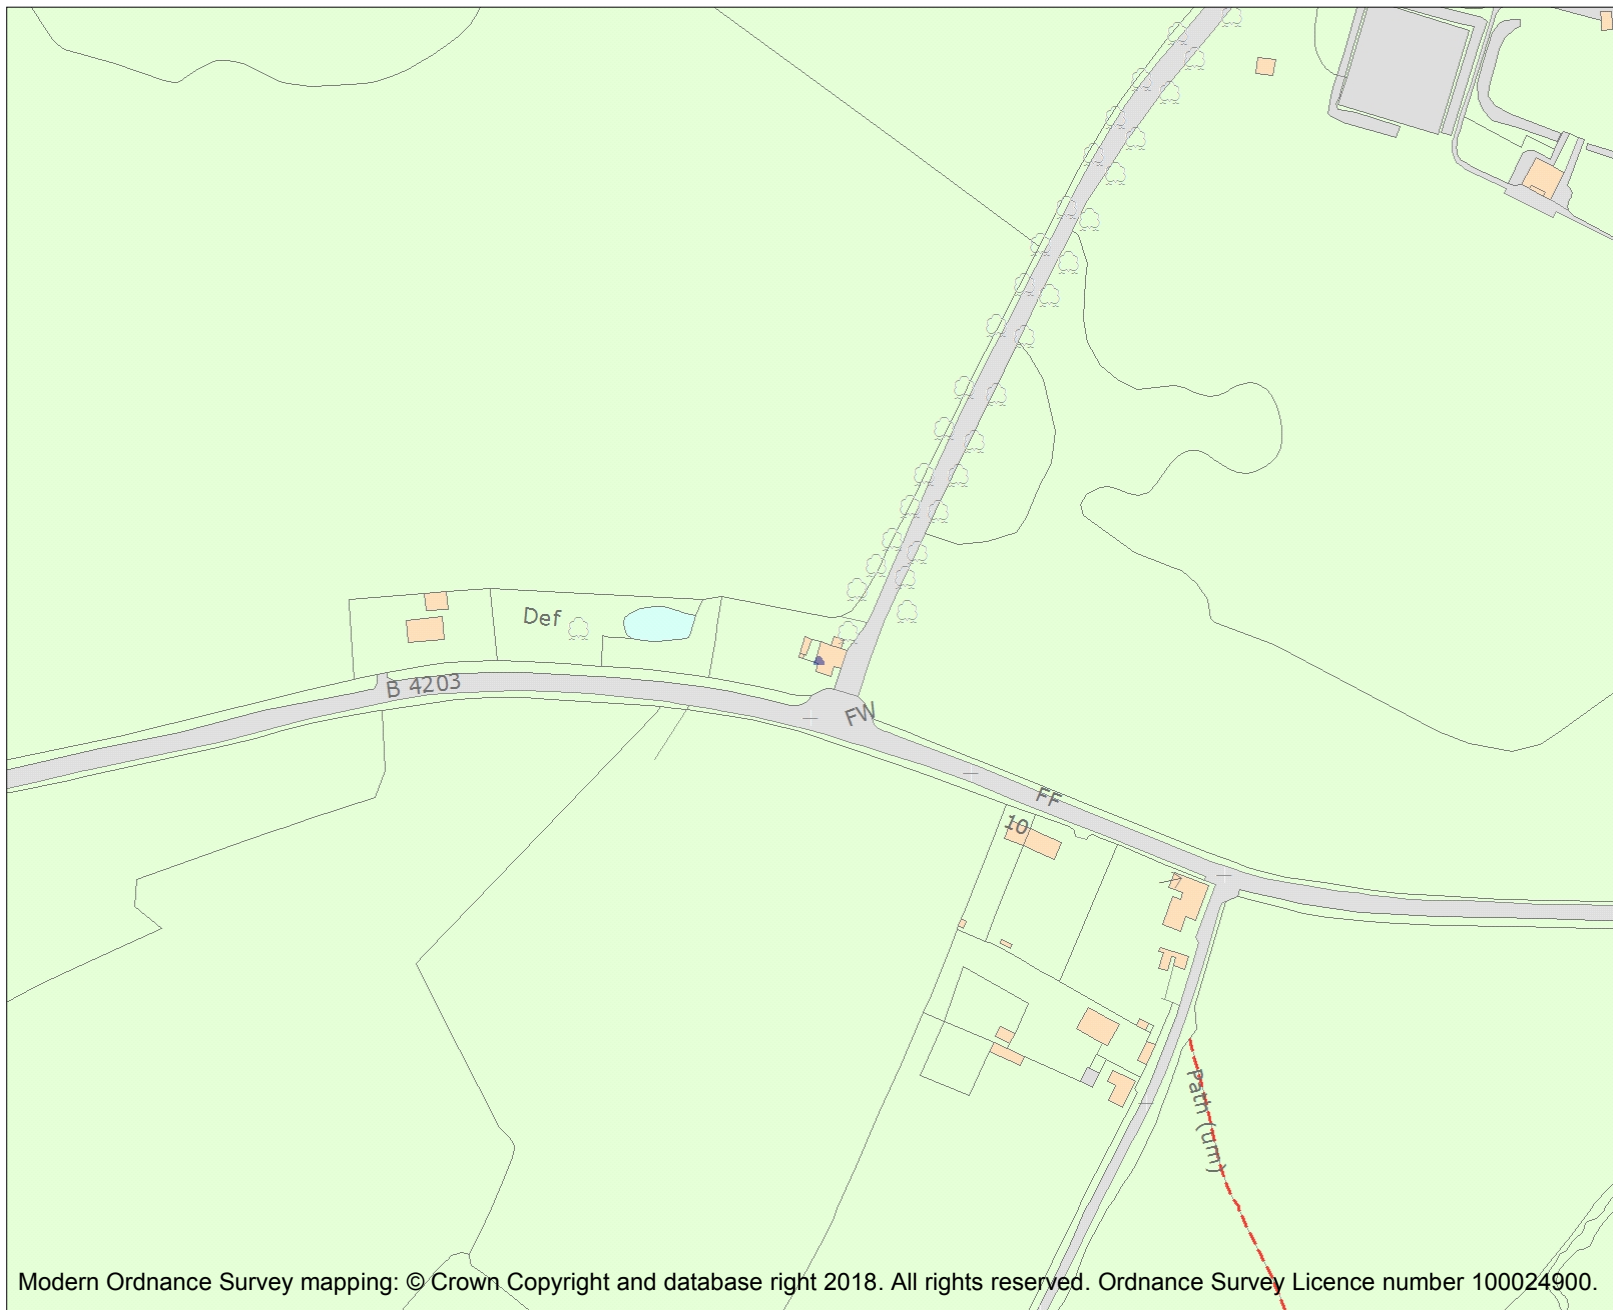 Def
B 4203
FW
FF
10
Path (um)
Modern Ordnance Survey mapping: © Crown Copyright and database right 2018. All rights reserved. Ordnance Survey Licence number 100024900.